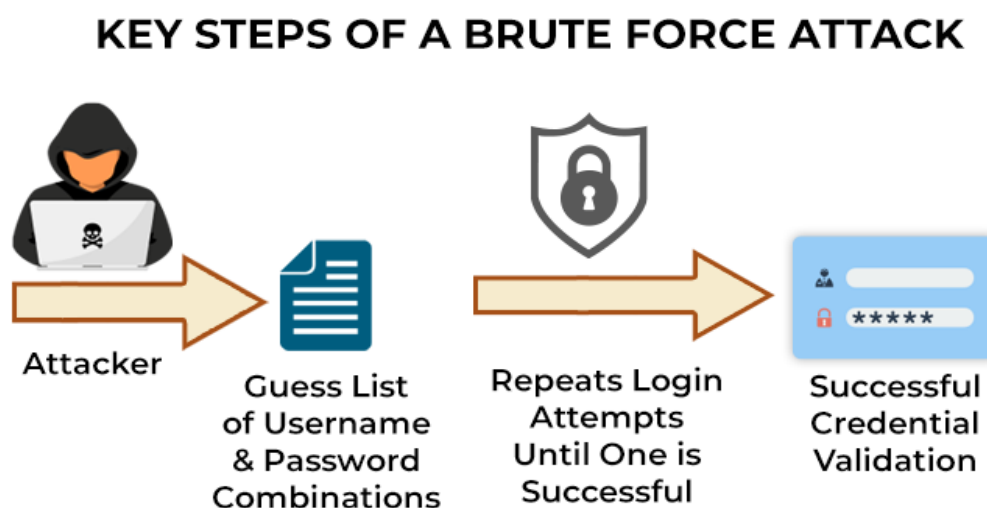 KEY STEPS OF A BRUTE FORCE ATTACK
Attacker
Guess List
of Username
& Password
Combinations
Repeats Login
Attempts
Until One is
Successful
*****
Successful
Credential
Validation